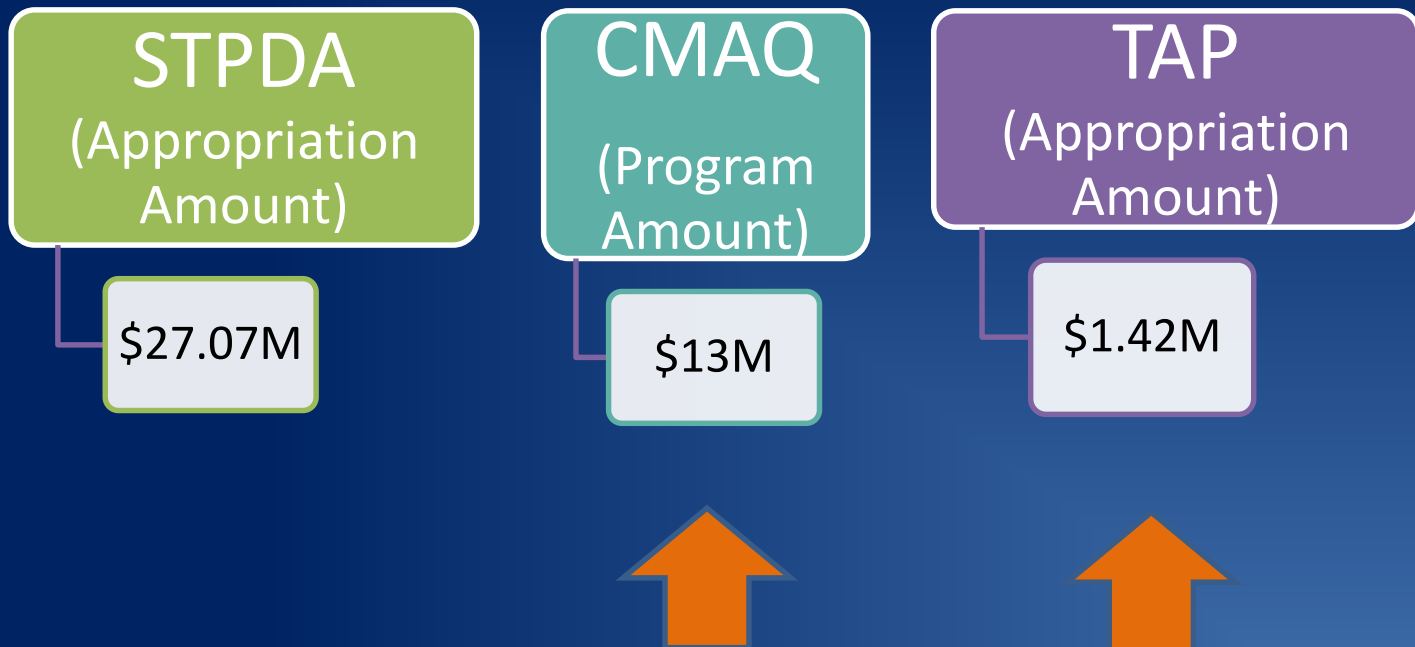 STPDA
(Appropriation
Amount)
$27.07M
CMAQ
(Program
Amount)
$13M
TAP
(Appropriation
Amount)
$1.42M